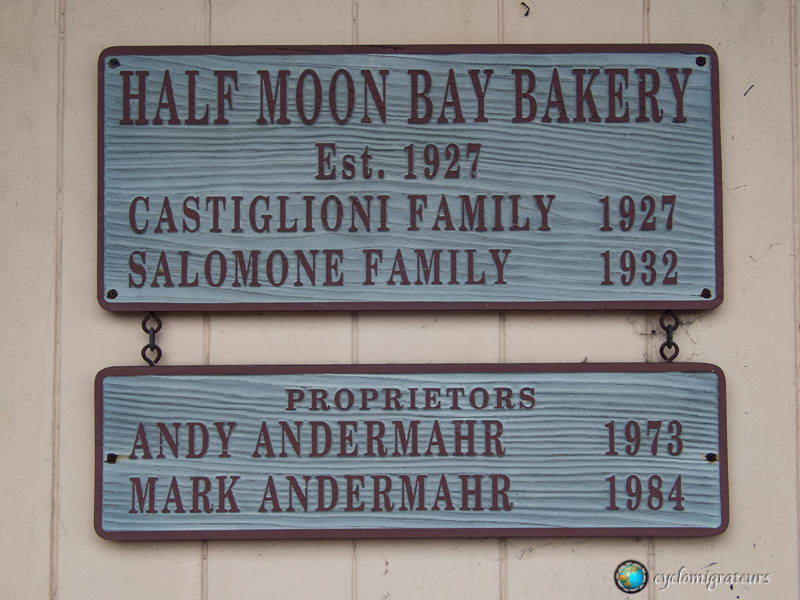 HALF MOON BAY BAKERY
Est. 1927
CASTIGLIONI FAMILY 1927
SALOMONE FAMILY 1932
PROPRIETORS
ANDY ANDERMAHR 1973
MARK ANDERMAHR 1984
cyclomigrateurs